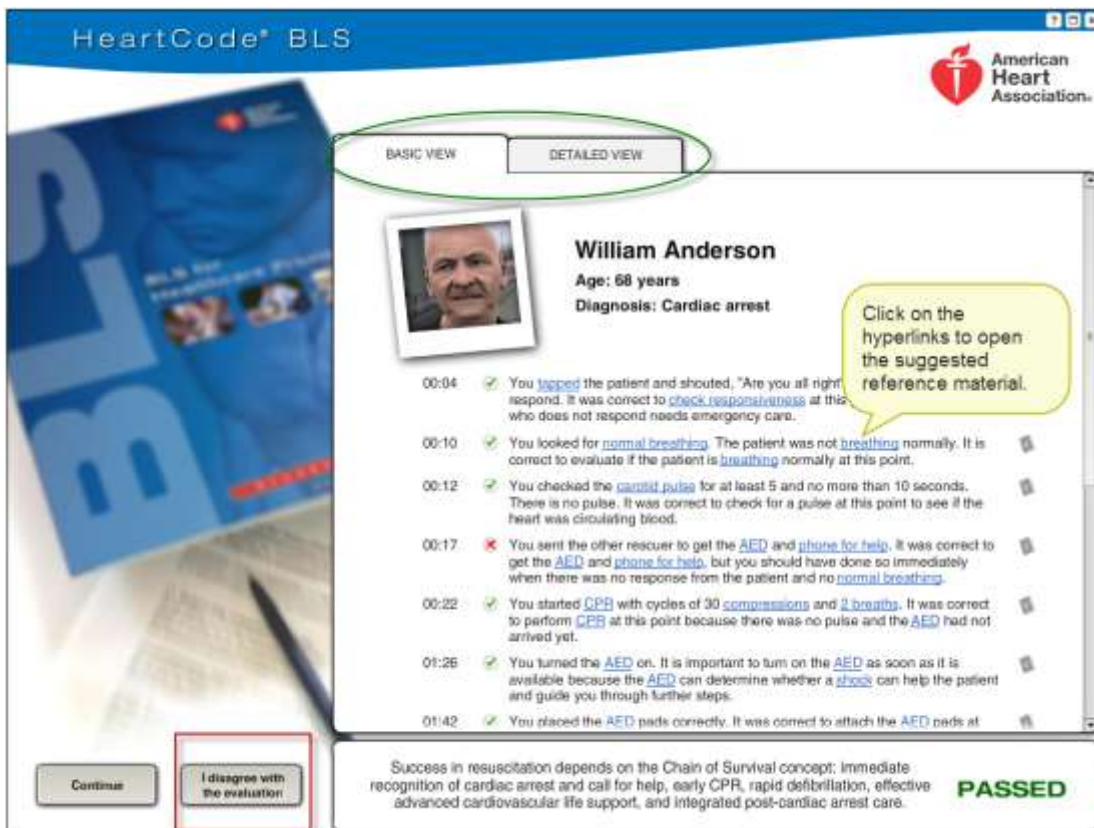 HeartCode® BLS
American
Heart
Association®
BLS
BLS for
Healthcare
BASIC VIEW
DETAILED VIEW
William Anderson
Age: 68 years
Diagnosis: Cardiac arrest
Click on the
hyperlinks to open
the suggested
reference material.
00:04 You tapped the patient and shouted, "Are you all right
respond. It was correct to check responsiveness at this
who does not respond needs emergency care.
00:10 You looked for normal breathing. The patient was not breathing normally. It is
correct to evaluate if the patient is breathing normally at this point.
00:12 You checked the carotid pulse for at least 5 and no more than 10 seconds.
There is no pulse. It was correct to check for a pulse at this point to see if the
heart was circulating blood.
00:17 You sent the other rescuer to get the AED and phone for help. It was correct to
get the AED and phone for help, but you should have done so immediately
when there was no response from the patient and no normal breathing.
00:22 You started CPR with cycles of 30 compressions and 2 breaths. It was correct
to perform CPR at this point because there was no pulse and the AED had not
arrived yet.
01:26 You turned the AED on. It is important to turn on the AED as soon as it is
available because the AED can determine whether a shock can help the patient
and guide you through further steps.
01:42 You placed the AED pads correctly. It was correct to attach the AED pads at
Continue
I disagree with
the evaluation
Success in resuscitation depends on the Chain of Survival concept: immediate
recognition of cardiac arrest and call for help, early CPR, rapid defibrillation, effective
advanced cardiovascular life support, and integrated post-cardiac arrest care.
PASSED